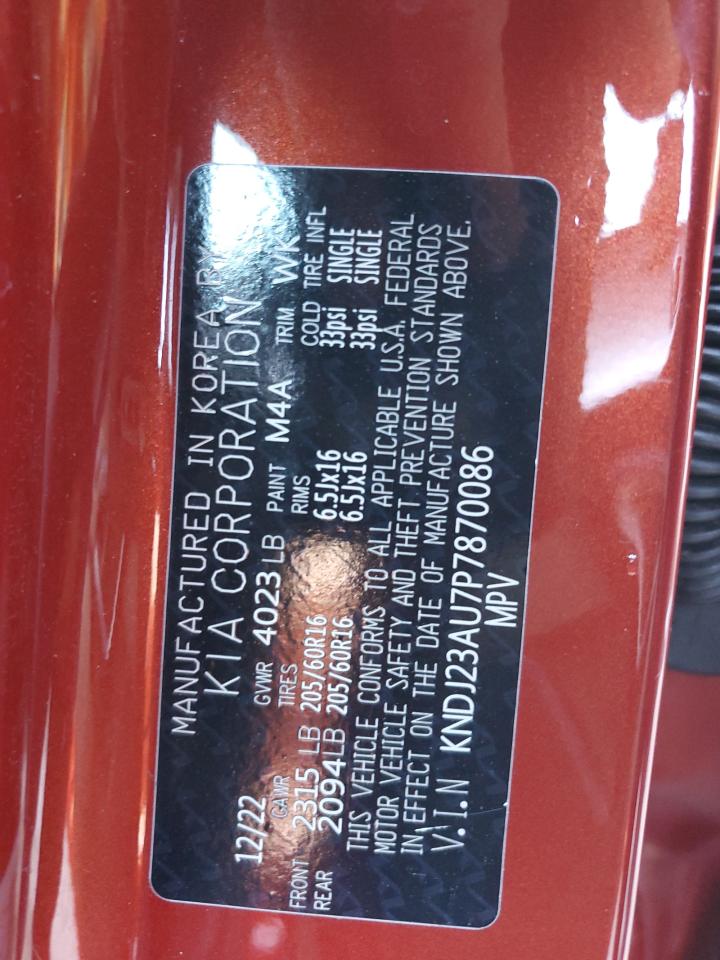 MANUFACTURED IN KOREA BY
KIA CORPORATION
12/22 GVWR 4023 LB PAINT M4A TRIM WK
GAWR TIRES RIMS COLD TIRE INFL
FRONT 2315 LB 205/60R16 6.5Jx16 33psi SINGLE
REAR 2094 LB 205/60R16 6.5Jx16 33psi SINGLE
THIS VEHICLE CONFORMS TO ALL APPLICABLE U.S.A. FEDERAL
MOTOR VEHICLE SAFETY AND THEFT PREVENTION STANDARDS
IN EFFECT ON THE DATE OF MANUFACTURE SHOWN ABOVE.
V.I.N KNDJ23AU7P7870086
MPV